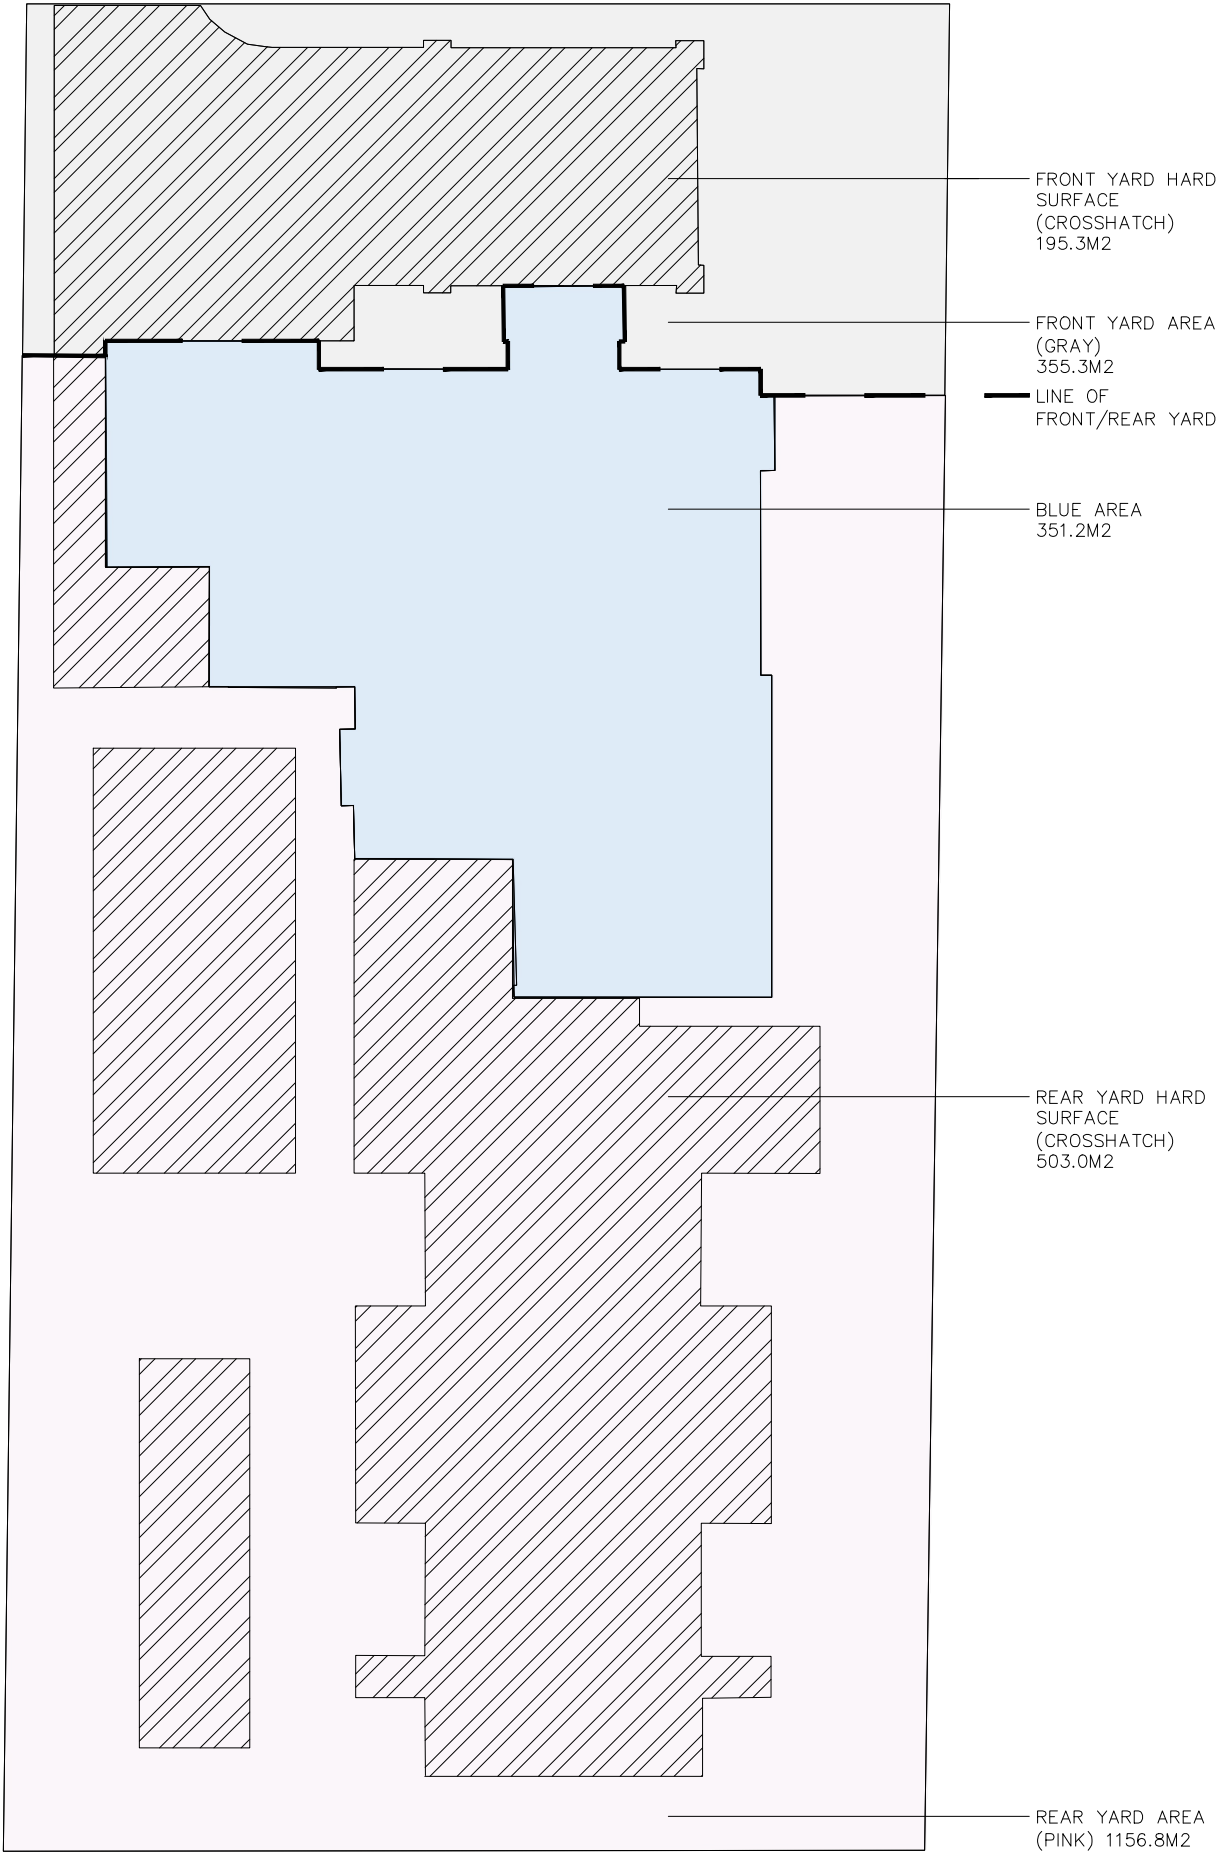 FRONT YARD HARD
SURFACE
(CROSSHATCH)
195.3M2
FRONT YARD AREA
(GRAY)
355.3M2
LINE OF
FRONT/REAR YARD
BLUE AREA
351.2M2
REAR YARD HARD
SURFACE
(CROSSHATCH)
503.0M2
REAR YARD AREA
(PINK) 1156.8M2